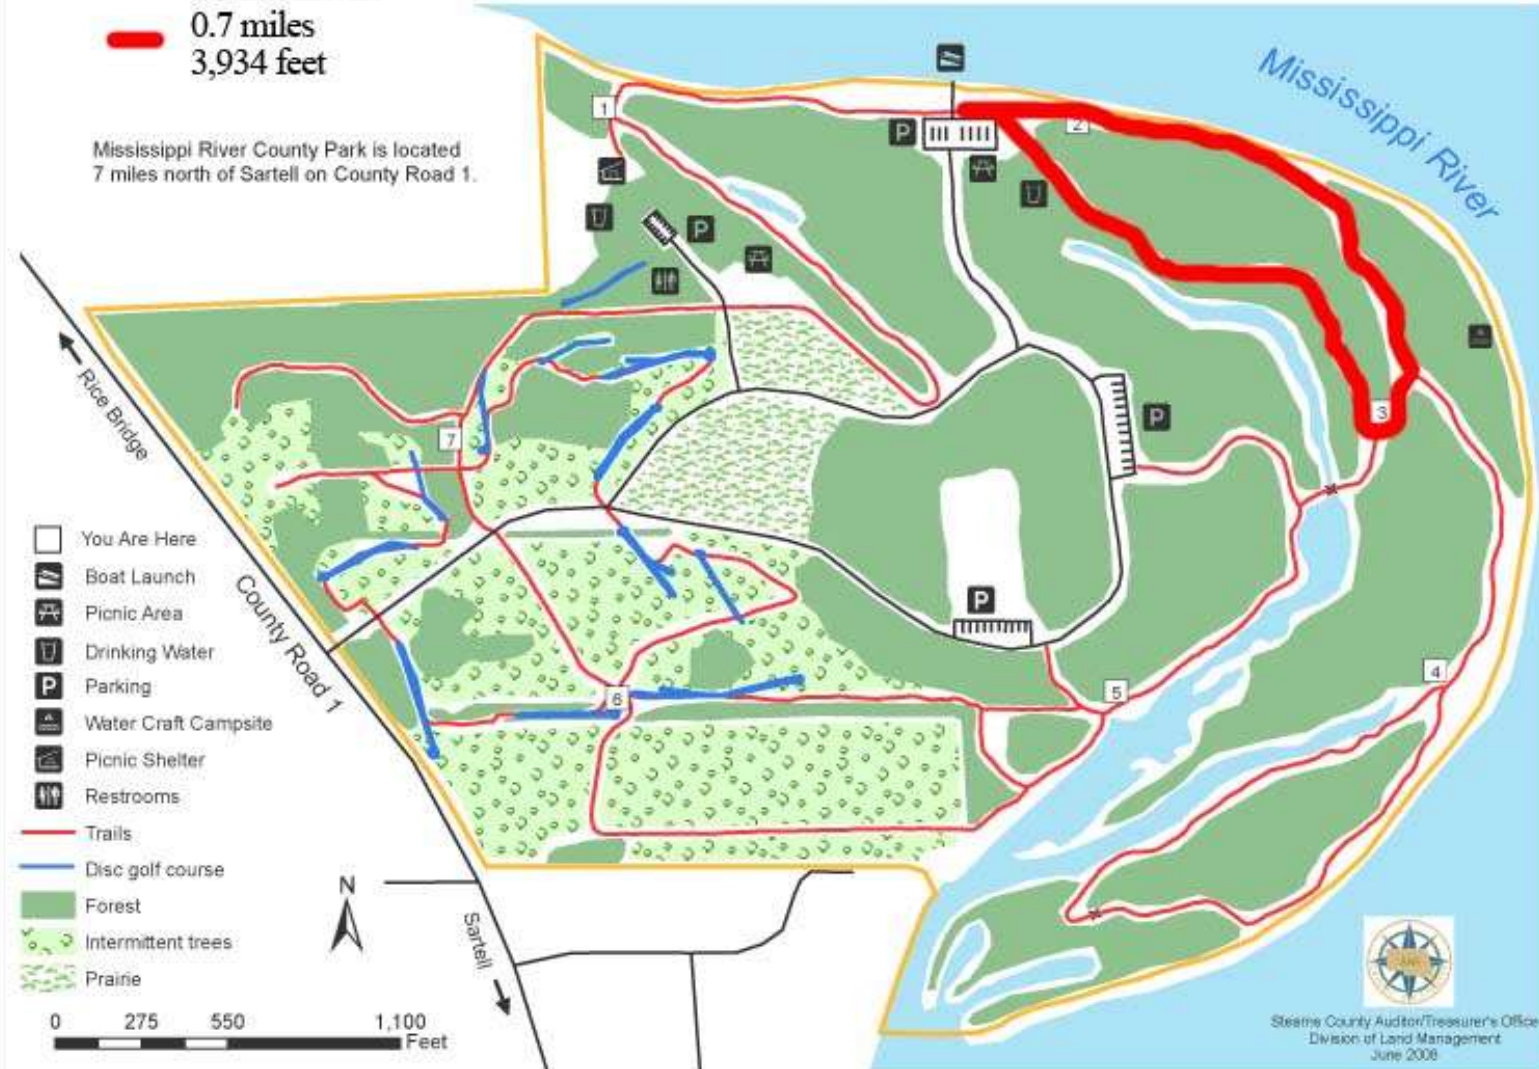 0.7 miles
3,934 feet
Mississippi River County Park is located
7 miles north of Sartell on County Road 1.
Mississippi River
1
2
P
P
3
P
Rice Bridge
7
County Road 1
P
4
5
6
You Are Here
Boat Launch
Picnic Area
Drinking Water
P
Parking
Water Craft Campsite
Picnic Shelter
Restrooms
Trails
Disc golf course
Forest
Intermittent trees
Prairie
N
Sartell
0 275 550 1,100
Feet
Stearns County Auditor/Treasurer's Office
Division of Land Management
June 2008